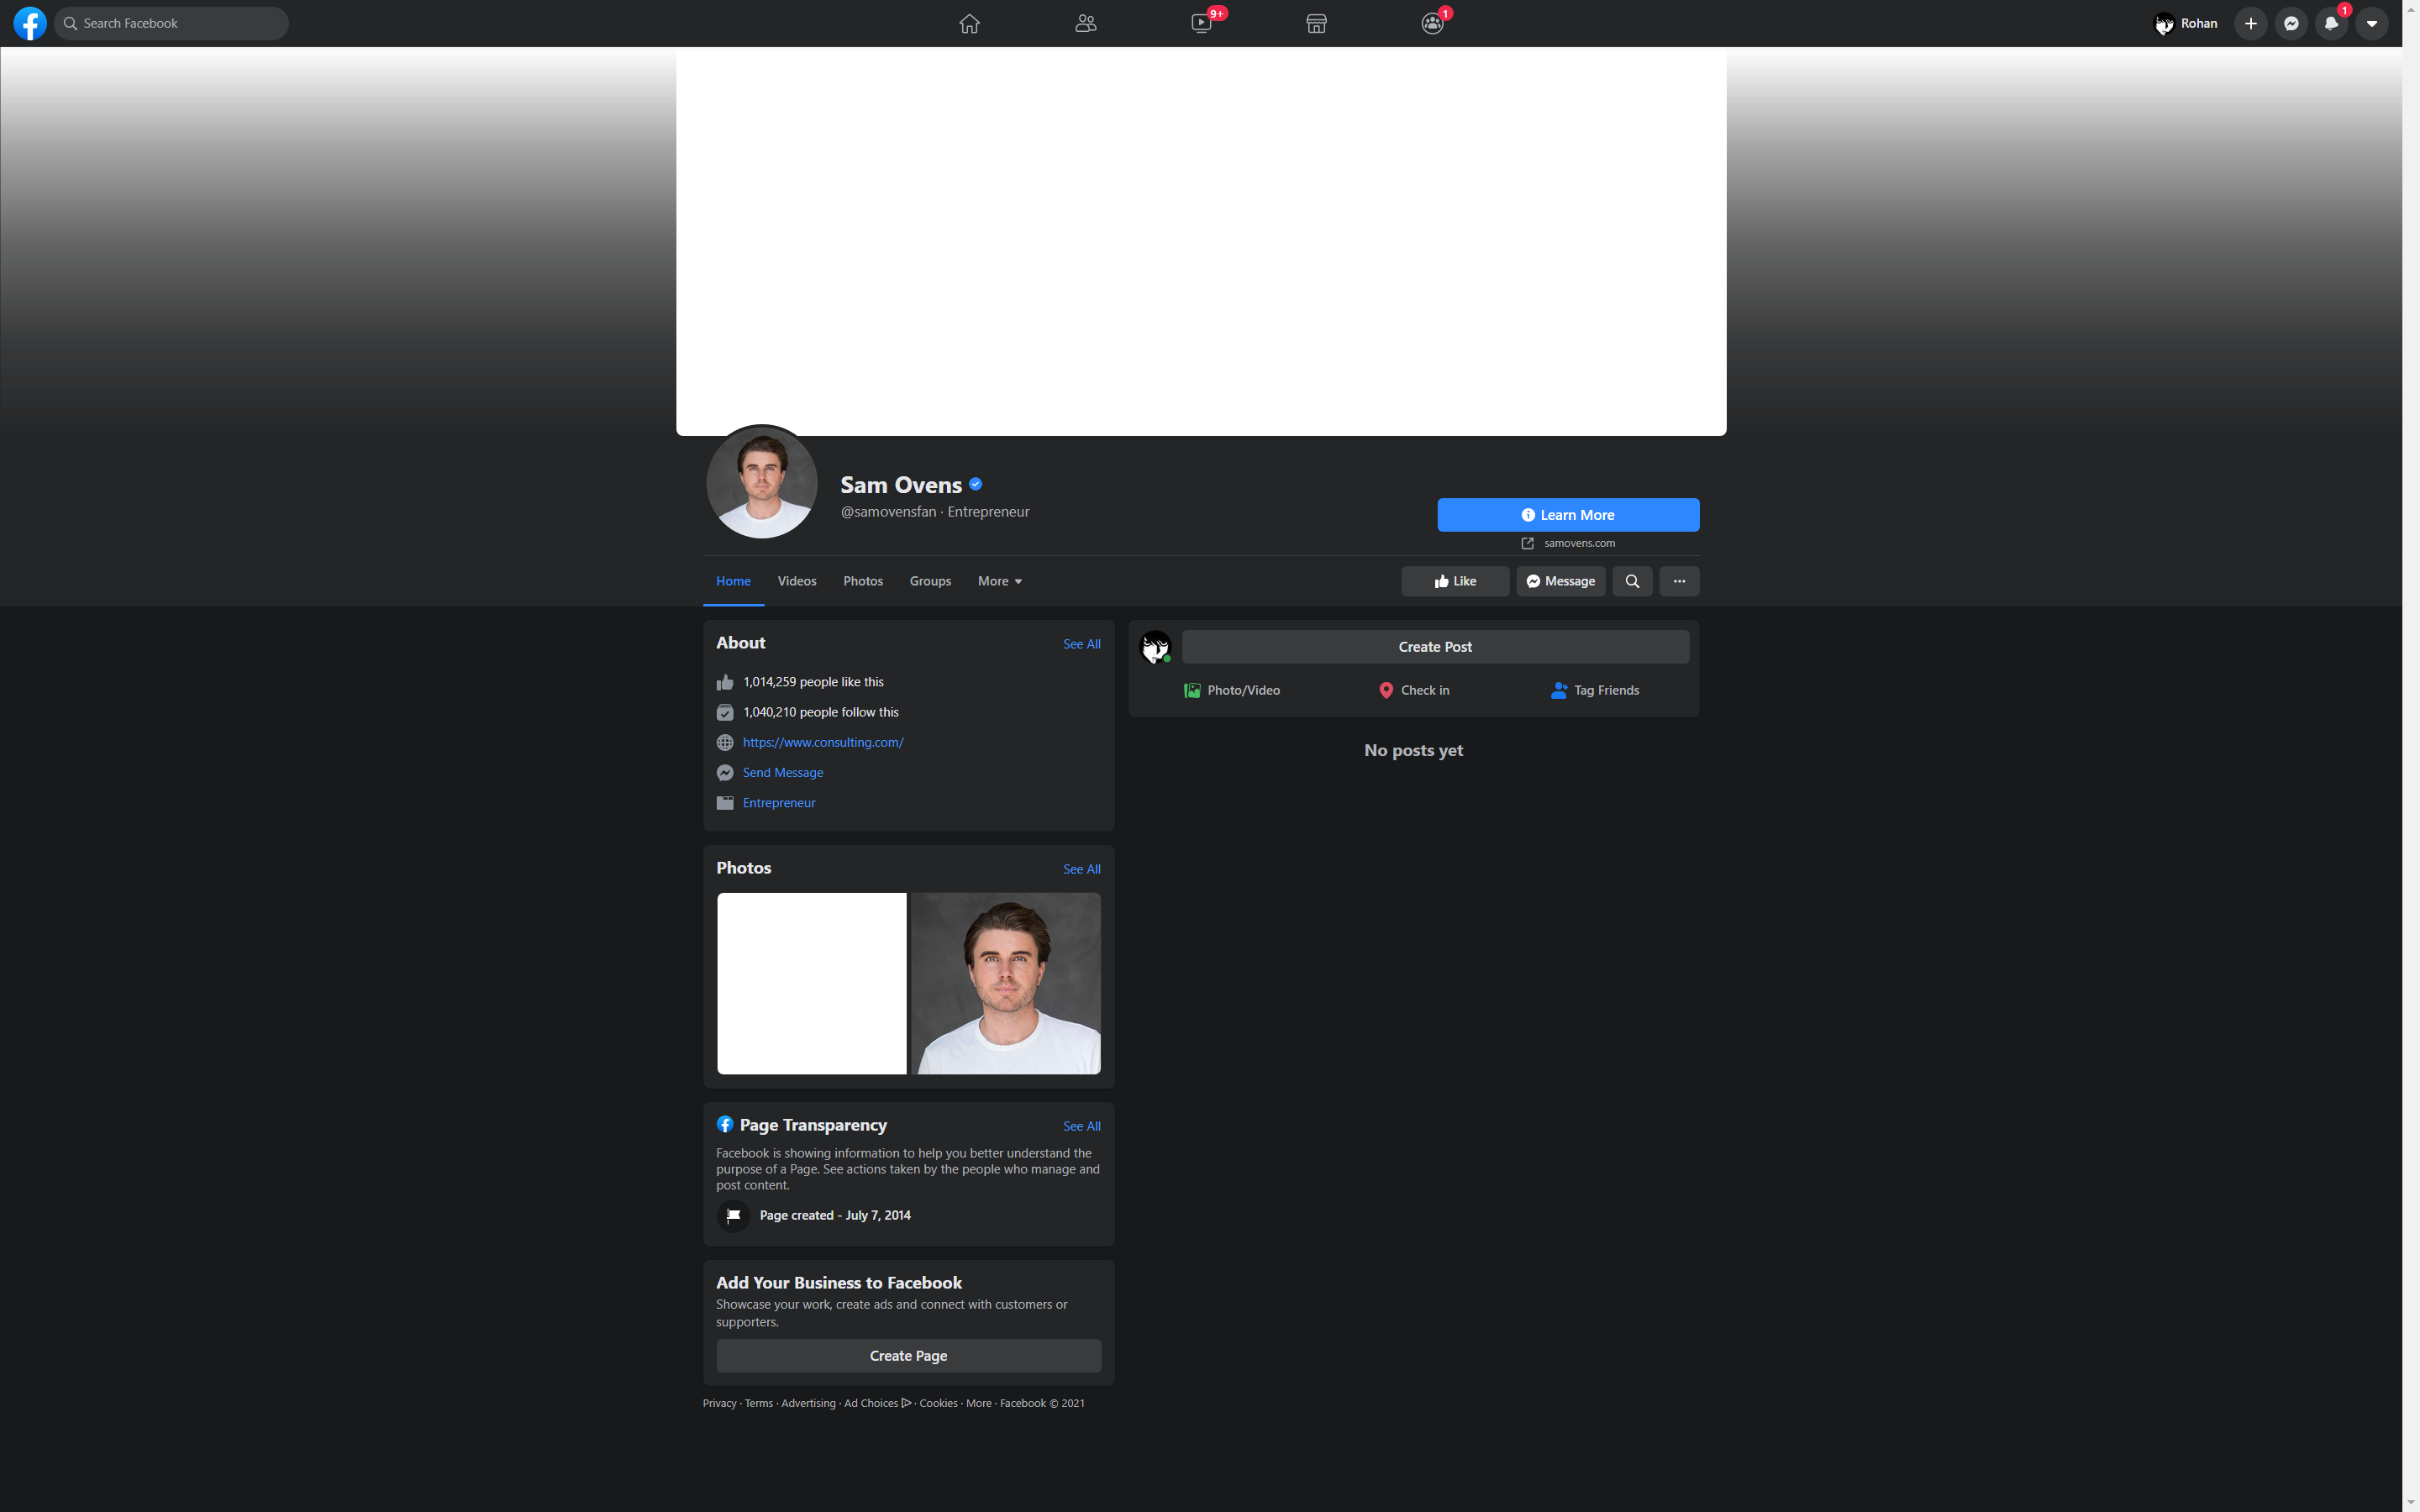 Search Facebook
9+
1
Rohan
1
Sam Ovens
@samovensfan · Entrepreneur
Learn More
samovens.com
Home
Videos
Photos
Groups
More
Like
Message
About
See All
1,014,259 people like this
1,040,210 people follow this
https://www.consulting.com/
Send Message
Entrepreneur
Create Post
Photo/Video
Check in
Tag Friends
No posts yet
Photos
See All
Page Transparency
See All
Facebook is showing information to help you better understand the
purpose of a Page. See actions taken by the people who manage and
post content.
Page created - July 7, 2014
Add Your Business to Facebook
Showcase your work, create ads and connect with customers or
supporters.
Create Page
Privacy · Terms · Advertising · Ad Choices · Cookies · More · Facebook © 2021